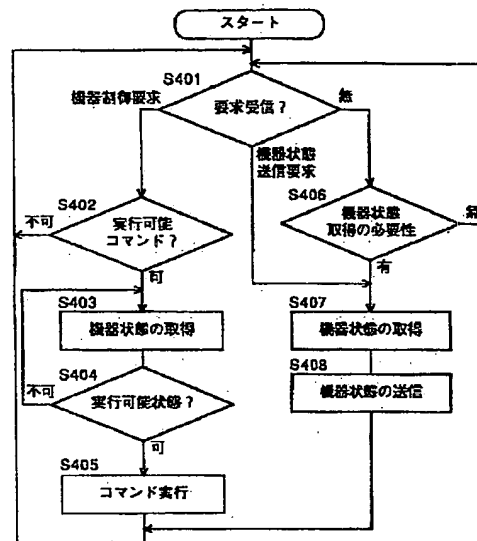 スタート
S401
機器制御要求
要求受信？
無
機器状態
送信要求
S402
不可
実行可能
コマンド？
可
S406
機器状態
取得の必要性
無
有
S403
機器状態の取得
S407
機器状態の取得
S404
不可
実行可能状態？
可
S408
機器状態の送信
S405
コマンド実行